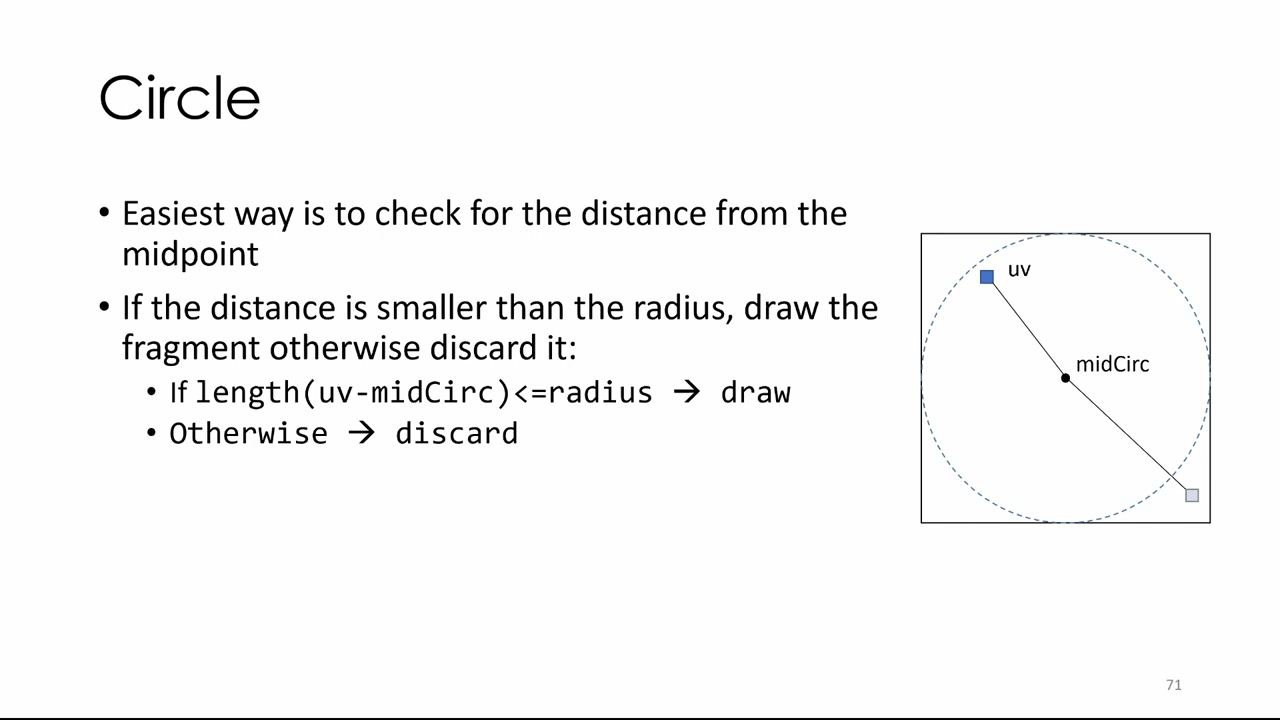 Circle
• Easiest way is to check for the distance from the
midpoint
• If the distance is smaller than the radius, draw the
fragment otherwise discard it:
• If length(uv-midCirc)<=radius → draw
• Otherwise → discard
uv
midCirc
71